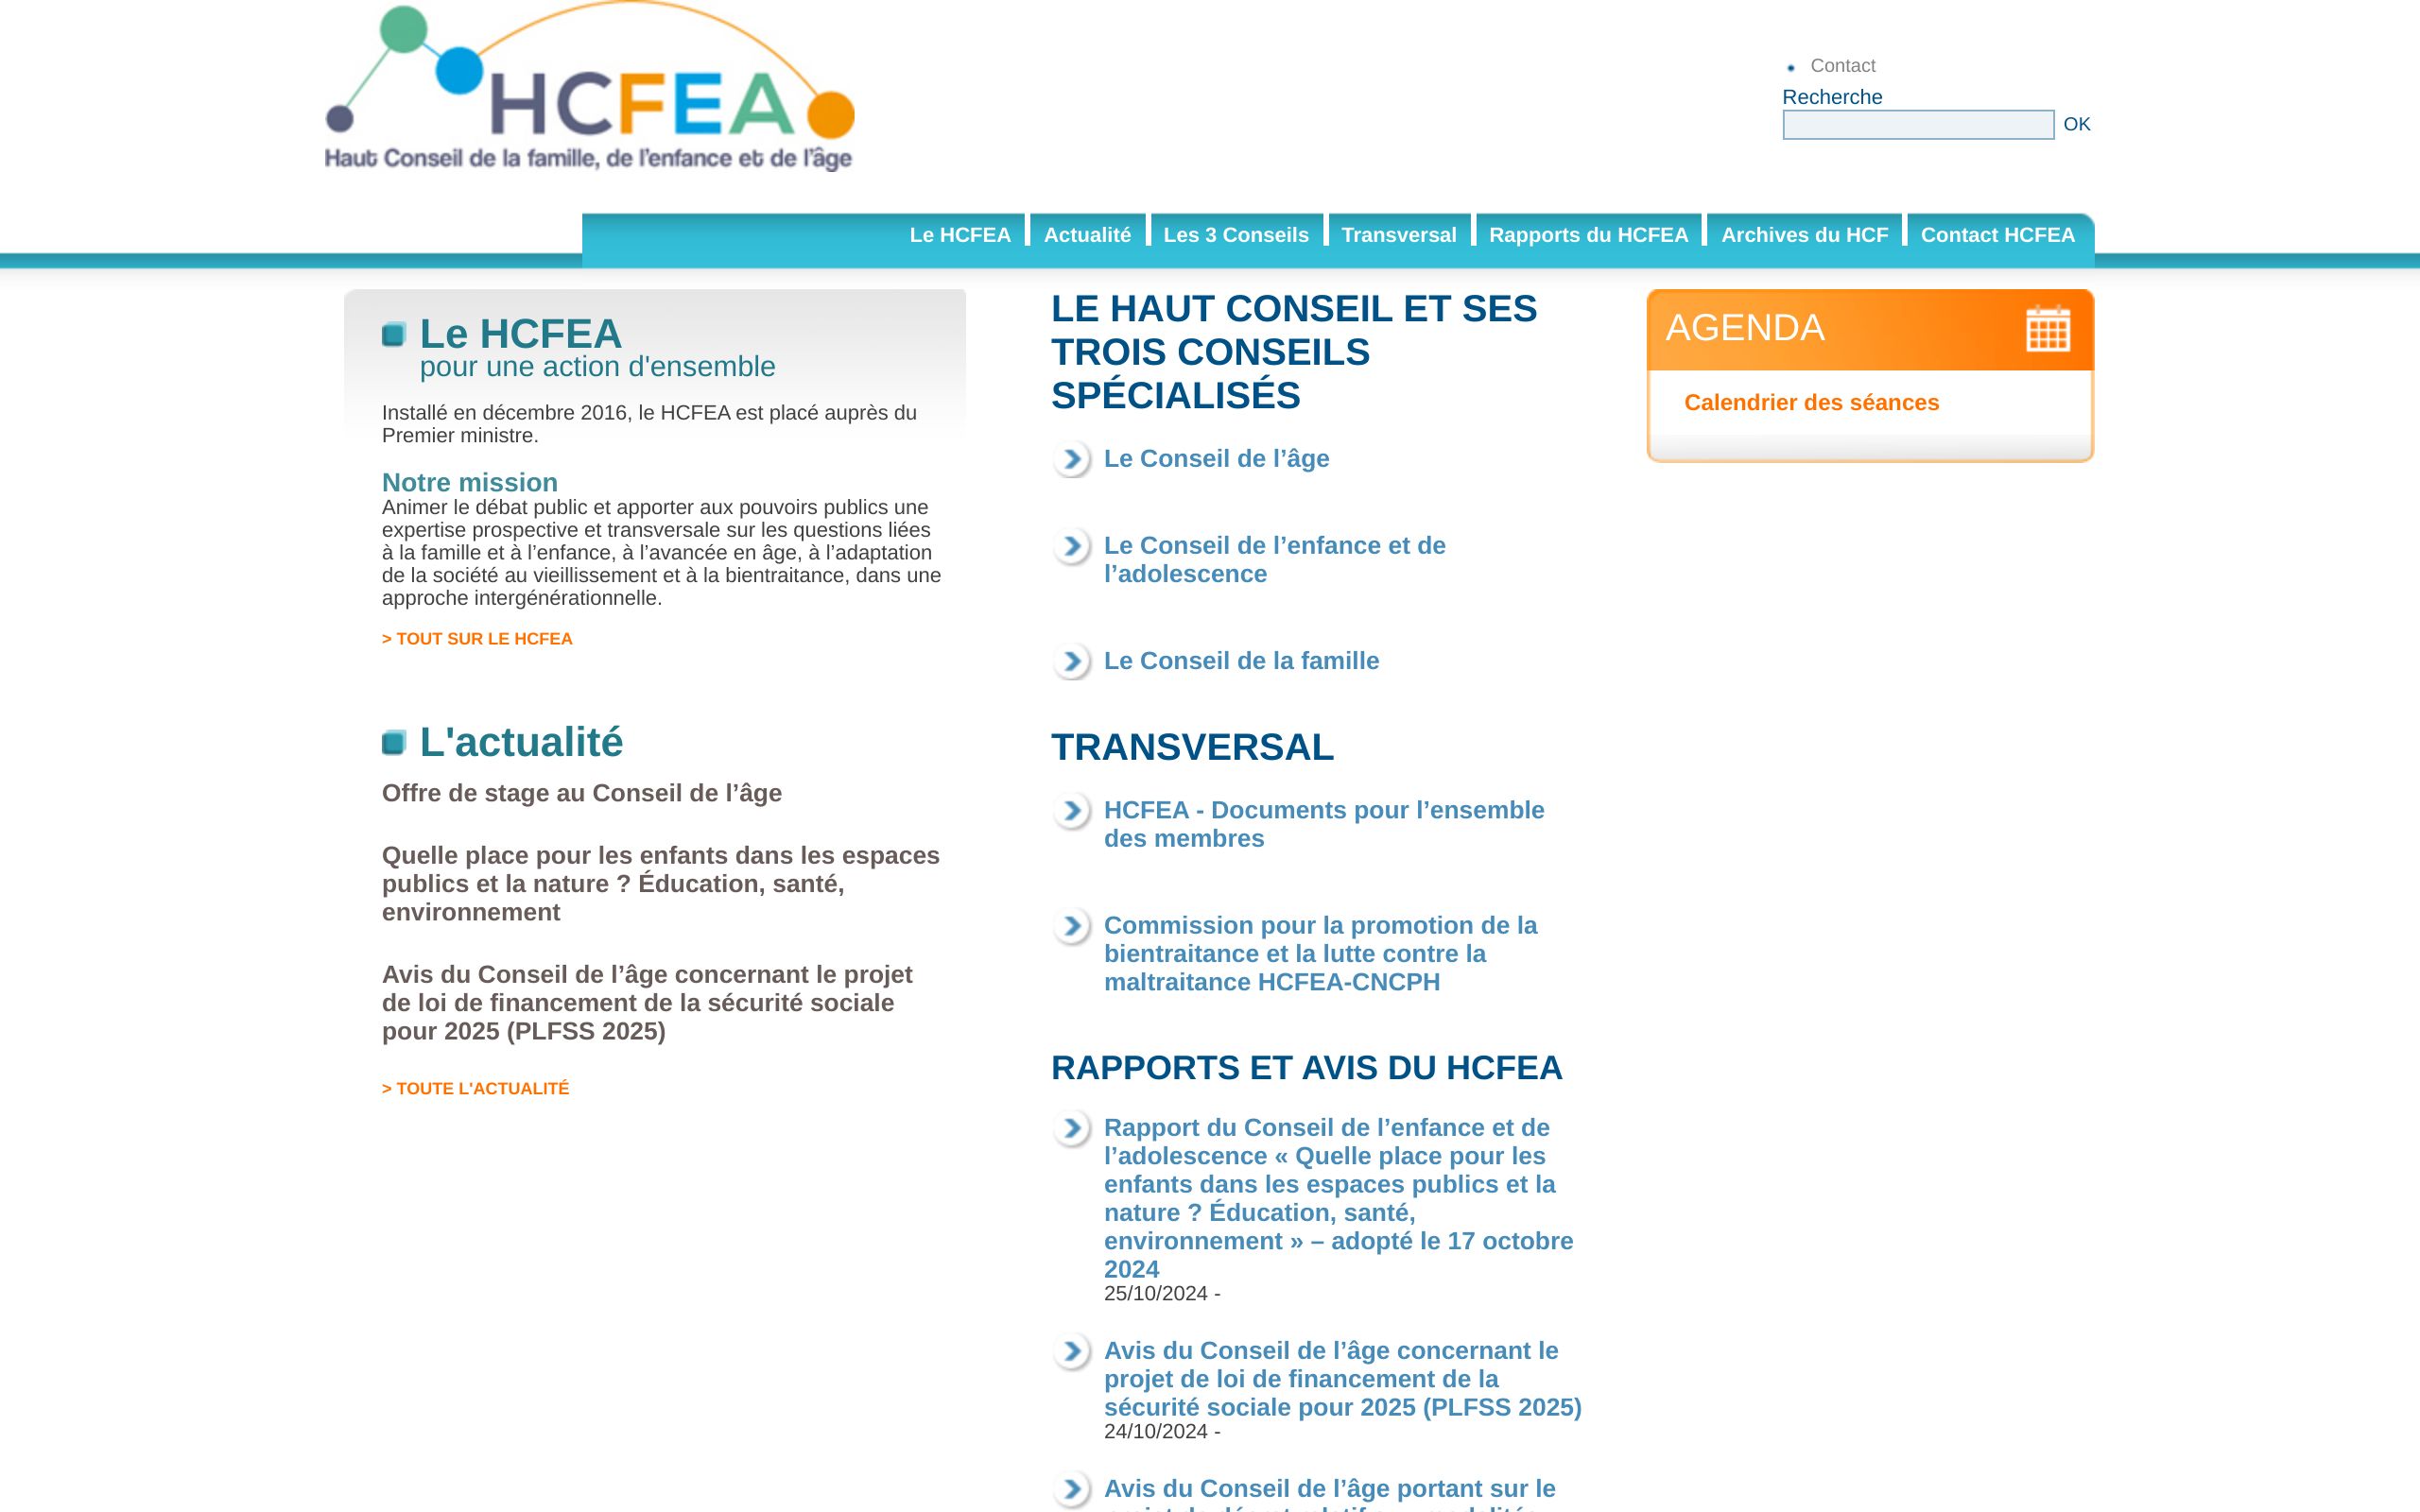 HCFEA
Haut Conseil de la famille, de l'enfance et de l'âge
Contact
Recherche
OK
Le HCFEA
Actualité
Les 3 Conseils
Transversal
Rapports du HCFEA
Archives du HCF
Contact HCFEA
Le HCFEA
pour une action d'ensemble
Installé en décembre 2016, le HCFEA est placé auprès du
Premier ministre.
Notre mission
Animer le débat public et apporter aux pouvoirs publics une
expertise prospective et transversale sur les questions liées
à la famille et à l’enfance, à l’avancée en âge, à l’adaptation
de la société au vieillissement et à la bientraitance, dans une
approche intergénérationnelle.
> TOUT SUR LE HCFEA
L'actualité
Offre de stage au Conseil de l’âge
Quelle place pour les enfants dans les espaces
publics et la nature ? Éducation, santé,
environnement
Avis du Conseil de l’âge concernant le projet
de loi de financement de la sécurité sociale
pour 2025 (PLFSS 2025)
> TOUTE L'ACTUALITÉ
LE HAUT CONSEIL ET SES
TROIS CONSEILS
SPÉCIALISÉS
Le Conseil de l’âge
Le Conseil de l’enfance et de
l’adolescence
Le Conseil de la famille
TRANSVERSAL
HCFEA - Documents pour l’ensemble
des membres
Commission pour la promotion de la
bientraitance et la lutte contre la
maltraitance HCFEA-CNCPH
RAPPORTS ET AVIS DU HCFEA
Rapport du Conseil de l’enfance et de
l’adolescence « Quelle place pour les
enfants dans les espaces publics et la
nature ? Éducation, santé,
environnement » – adopté le 17 octobre
2024
25/10/2024 -
Avis du Conseil de l’âge concernant le
projet de loi de financement de la
sécurité sociale pour 2025 (PLFSS 2025)
24/10/2024 -
Avis du Conseil de l’âge portant sur le
AGENDA
Calendrier des séances